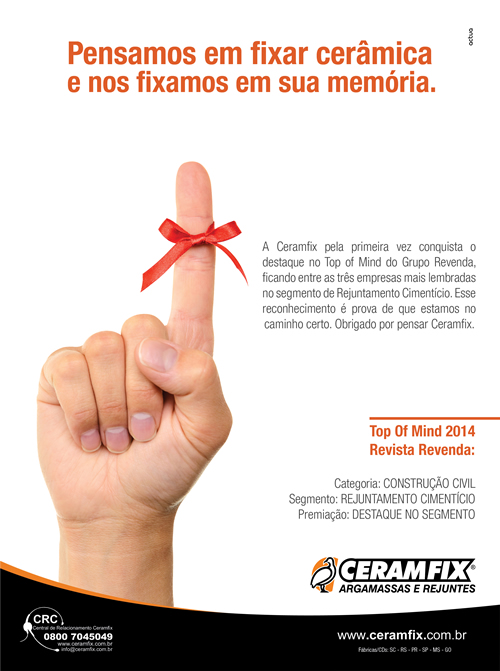 actua
Pensamos em fixar cerâmica
e nos fixamos em sua memória.
A Ceramfix pela primeira vez conquista o
destaque no Top of Mind do Grupo Revenda,
ficando entre as três empresas mais lembradas
no segmento de Rejuntamento Cimentício. Esse
reconhecimento é prova de que estamos no
caminho certo. Obrigado por pensar Ceramfix.
Top Of Mind 2014
Revista Revenda:
Categoria: CONSTRUÇÃO CIVIL
Segmento: REJUNTAMENTO CIMENTÍCIO
Premiação: DESTAQUE NO SEGMENTO
CERAMFIX®
ARGAMASSAS E REJUNTES
CRC
Central de Relacionamento Ceramfix
0800 7045049
www.ceramfix.com.br
info@ceramfix.com.br
www.ceramfix.com.br
Fábricas/CDs: SC - RS - PR - SP - MS - GO